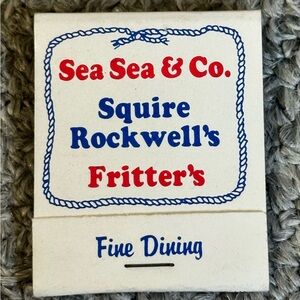 Sea Sea & Co.
Squire
Rockwell's
Fritter's
Fine Dining